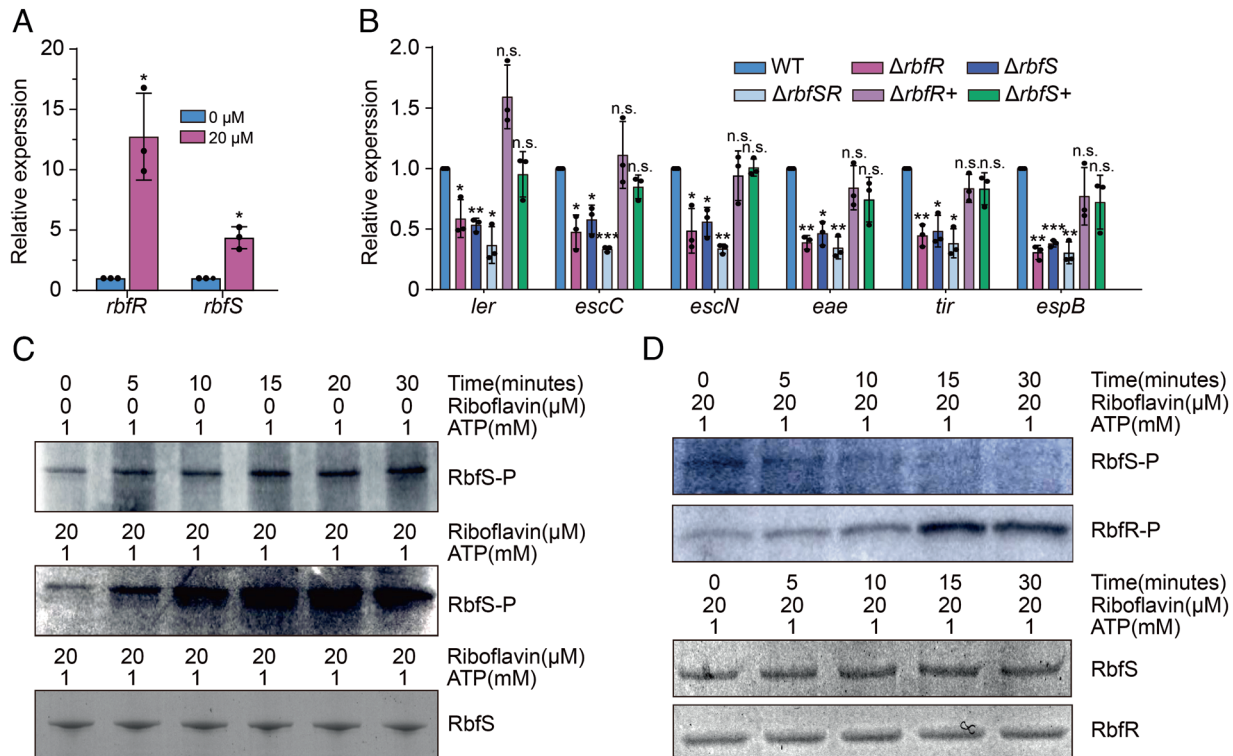 A
Relative experssion
20
15
10
5
0
*
*
0 μM
20 μM
rbfR
rbfS
B
Relative experssion
2.0
1.5
1.0
0.5
0
WT
ΔrbfR
ΔrbfS
ΔrbfSR
ΔrbfR+
ΔrbfS+
* ** * n.s. n.s.
* * *** n.s. n.s.
* * ** n.s. n.s.
** * ** n.s. n.s.
** * * n.s. n.s.
** *** ** n.s. n.s.
ler escC escN eae tir espB
C
0 5 10 15 20 30 Time(minutes)
0 0 0 0 0 0 Riboflavin(μM)
1 1 1 1 1 1 ATP(mM)
RbfS-P
20 20 20 20 20 20 Riboflavin(μM)
1 1 1 1 1 1 ATP(mM)
RbfS-P
20 20 20 20 20 20 Riboflavin(μM)
1 1 1 1 1 1 ATP(mM)
RbfS
D
0 5 10 15 30 Time(minutes)
20 20 20 20 20 Riboflavin(μM)
1 1 1 1 1 ATP(mM)
RbfS-P
RbfR-P
0 5 10 15 30 Time(minutes)
20 20 20 20 20 Riboflavin(μM)
1 1 1 1 1 ATP(mM)
RbfS
RbfR